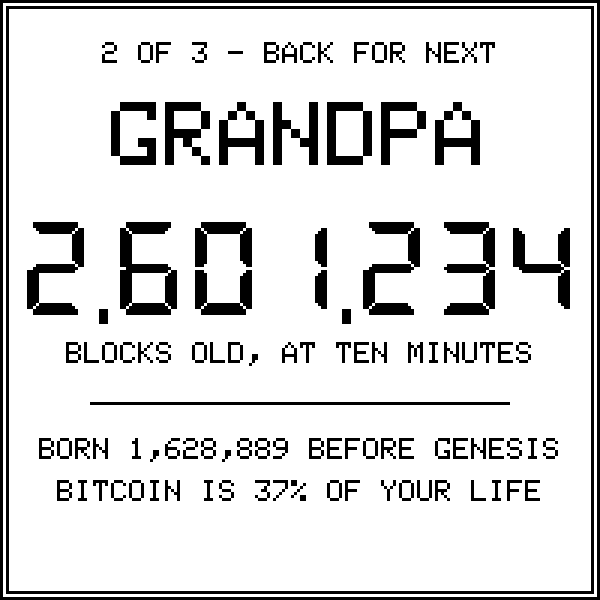 2 OF 3 - BACK FOR NEXT
GRANDPA
2.601.234
BLOCKS OLD, AT TEN MINUTES
BORN 1,628,889 BEFORE GENESIS
BITCOIN IS 37% OF YOUR LIFE